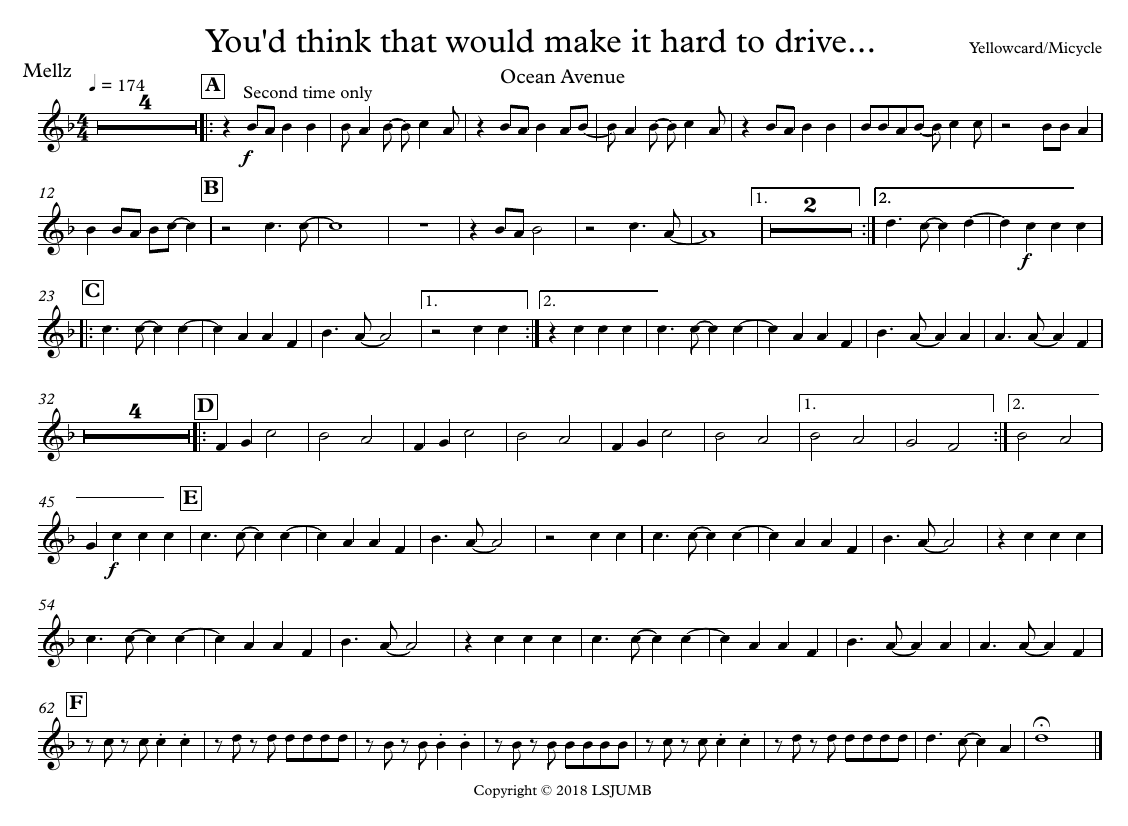 You'd think that would make it hard to drive...
Yellowcard/Micycle
Mellz
Ocean Avenue
♩ = 174
A
Second time only
4
f
12
B
1.
2
2.
f
23
C
1.
2.
32
4
D
1.
2.
45
E
f
54
62
F
Copyright © 2018 LSJUMB